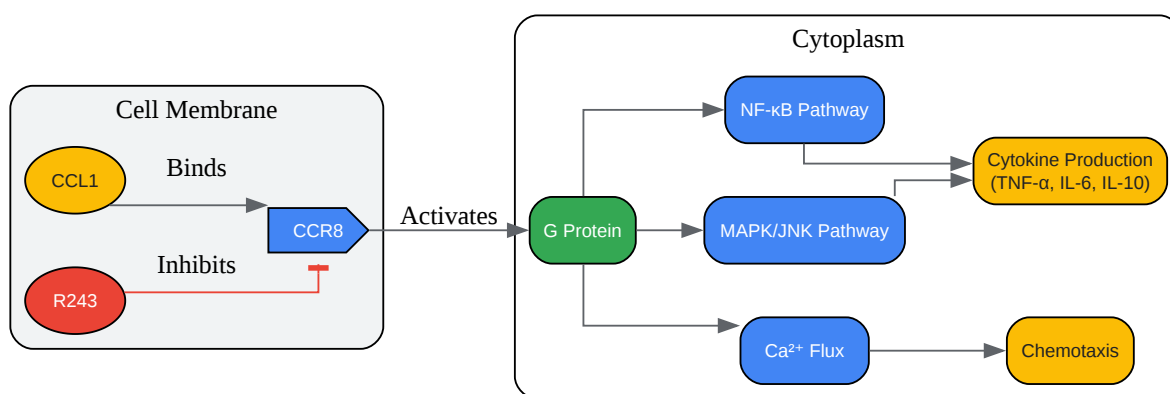 Cell Membrane
CCL1
Binds
CCR8
R243
Inhibits
Activates
Cytoplasm
G Protein
NF-κB Pathway
MAPK/JNK Pathway
Ca²⁺ Flux
Cytokine Production
(TNF-α, IL-6, IL-10)
Chemotaxis